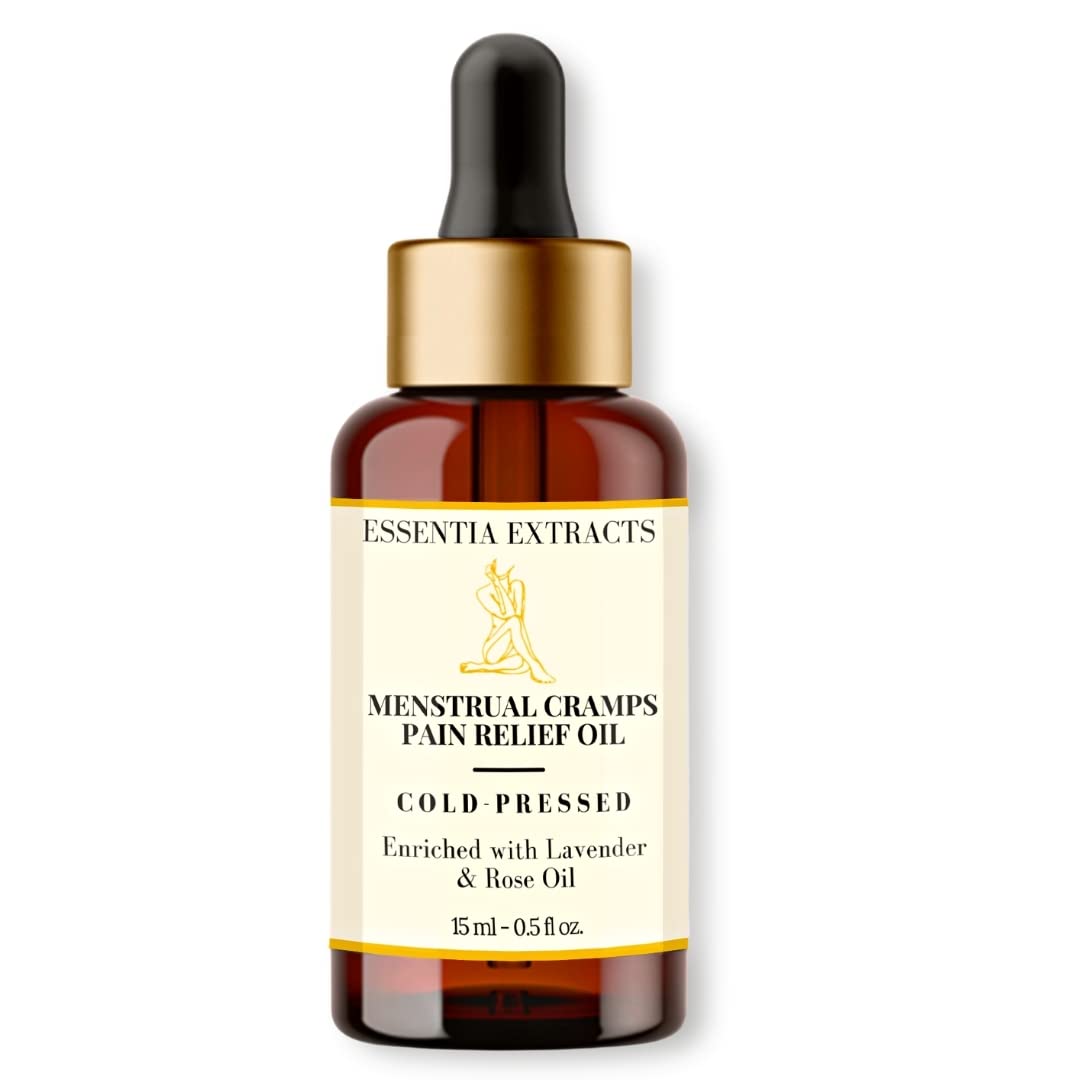 ESSENTIA EXTRACTS
MENSTRUAL CRAMPS
PAIN RELIEF OIL
COLD-PRESSED
Enriched with Lavender
& Rose Oil
15 ml - 0.5 fl oz.